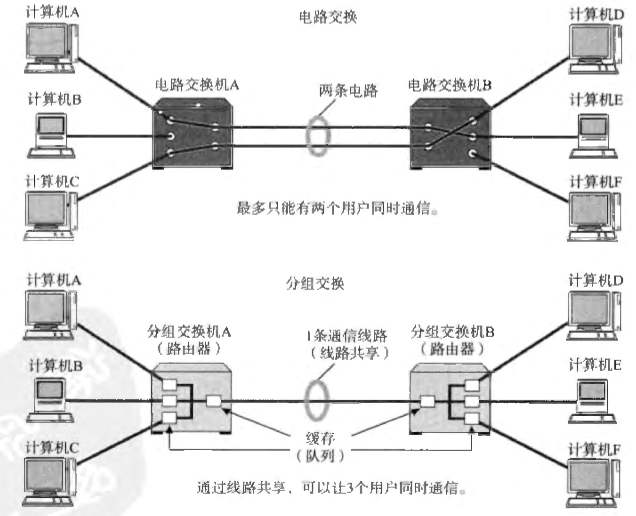 电路交换
计算机A
计算机D
电路交换机A
两条电路
电路交换机B
计算机B
计算机E
计算机C
计算机F
最多只能有两个用户同时通信。
分组交换
计算机A
计算机D
分组交换机A
（路由器）
1条通信线路
（线路共享）
分组交换机B
（路由器）
计算机B
计算机E
缓存
（队列）
计算机C
计算机F
通过线路共享，可以让3个用户同时通信。